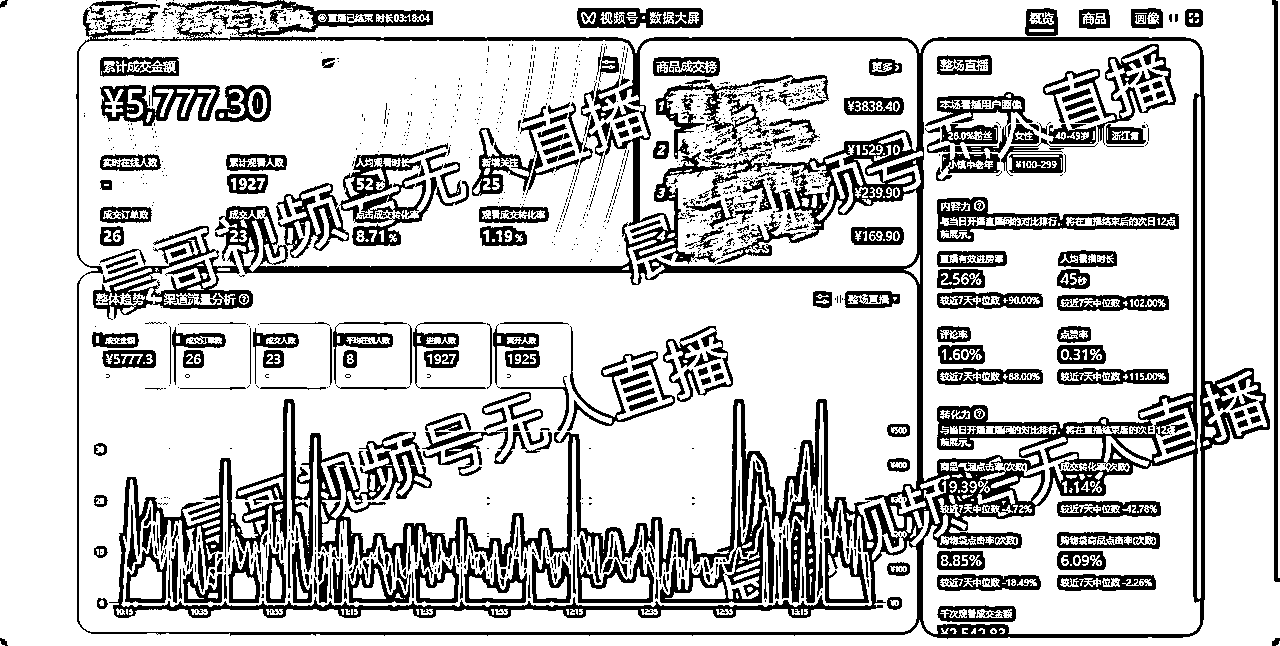 直播已结束 时长03:18:04
视频号·数据大屏
概览 商品 画像
累计成交金额
¥5,777.30
实时在线人数 累计观看人数 人均观看时长 新增关注
- 1927 52秒 25
成交订单数 成交人数 点击成交转化率 观看成交转化率
26 23 8.71% 1.19%
商品成交榜 更多
1 ¥3838.40
2 ¥1529.10
¥239.90
¥169.90
整场直播
本场看播用户画像
26.0%粉丝 女性 40-49岁 浙江省
小镇中老年 ¥100-299
内容力
与当日开播直播间的对比排行，将在直播结束后的次日12点
前展示。
直播有效进房率 人均看播时长
2.56% 45秒
较近7天中位数 +90.00% 较近7天中位数 +102.00%
评论率 点赞率
1.60% 0.31%
较近7天中位数 +88.00% 较近7天中位数 +115.00%
转化力
与当日开播直播间的对比排行，将在直播结束后的次日12点
前展示。
商品气泡点击率(次数) 成交转化率(次数)
19.39% 1.14%
较近7天中位数 -4.72% 较近7天中位数 -42.78%
购物袋点击率(次数) 购物袋商品点击率(次数)
8.85% 6.09%
较近7天中位数 -18.49% 较近7天中位数 -2.26%
千次观看成交金额
整体趋势 渠道流量分析
整场直播
成交金额 成交订单数 成交人数 平均在线人数 进房人数 离开人数
¥5777.3 26 23 8 1927 1925
30 ¥500
¥400
20
10 ¥100
0 ¥0
10:15 10:35 10:55 11:15 11:35 11:55 12:15 12:35 12:55 13:15
晨哥视频号无人直播
晨哥视频号无人直播
晨哥视频号无人直播
晨哥视频号无人直播